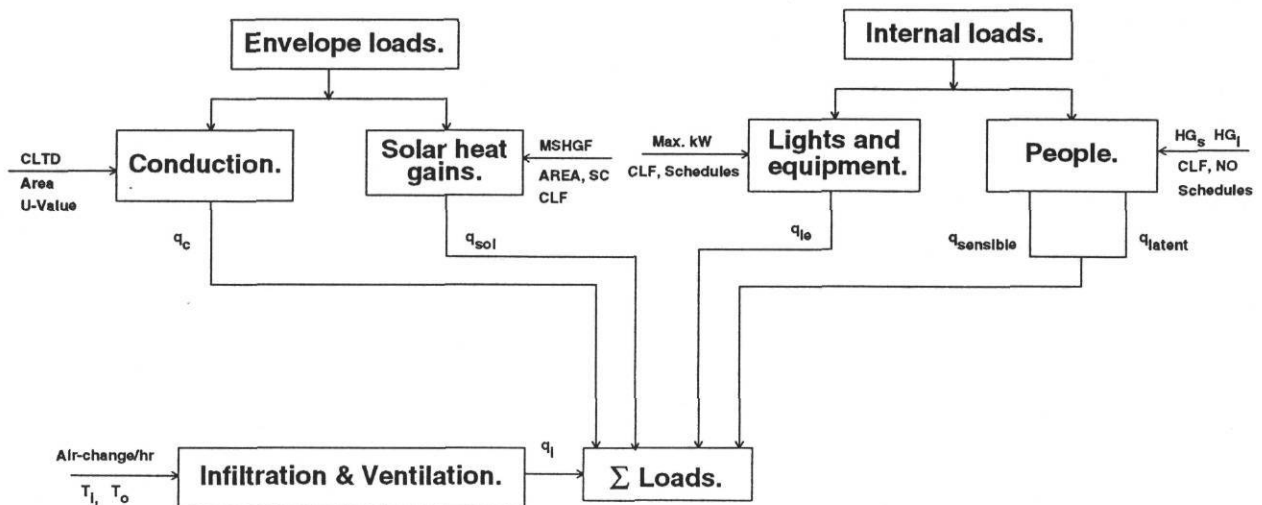 Envelope loads.
Internal loads.
CLTD
Area
U-Value
Conduction.
Solar heat
gains.
MSHGF
AREA, SC
CLF
Max. kW
CLF, Schedules
Lights and
equipment.
People.
HGs HGl
CLF, NO
Schedules
qc
qsol
qle
qsensible
qlatent
Air-change/hr
TI, To
Infiltration & Ventilation.
qI
Σ Loads.